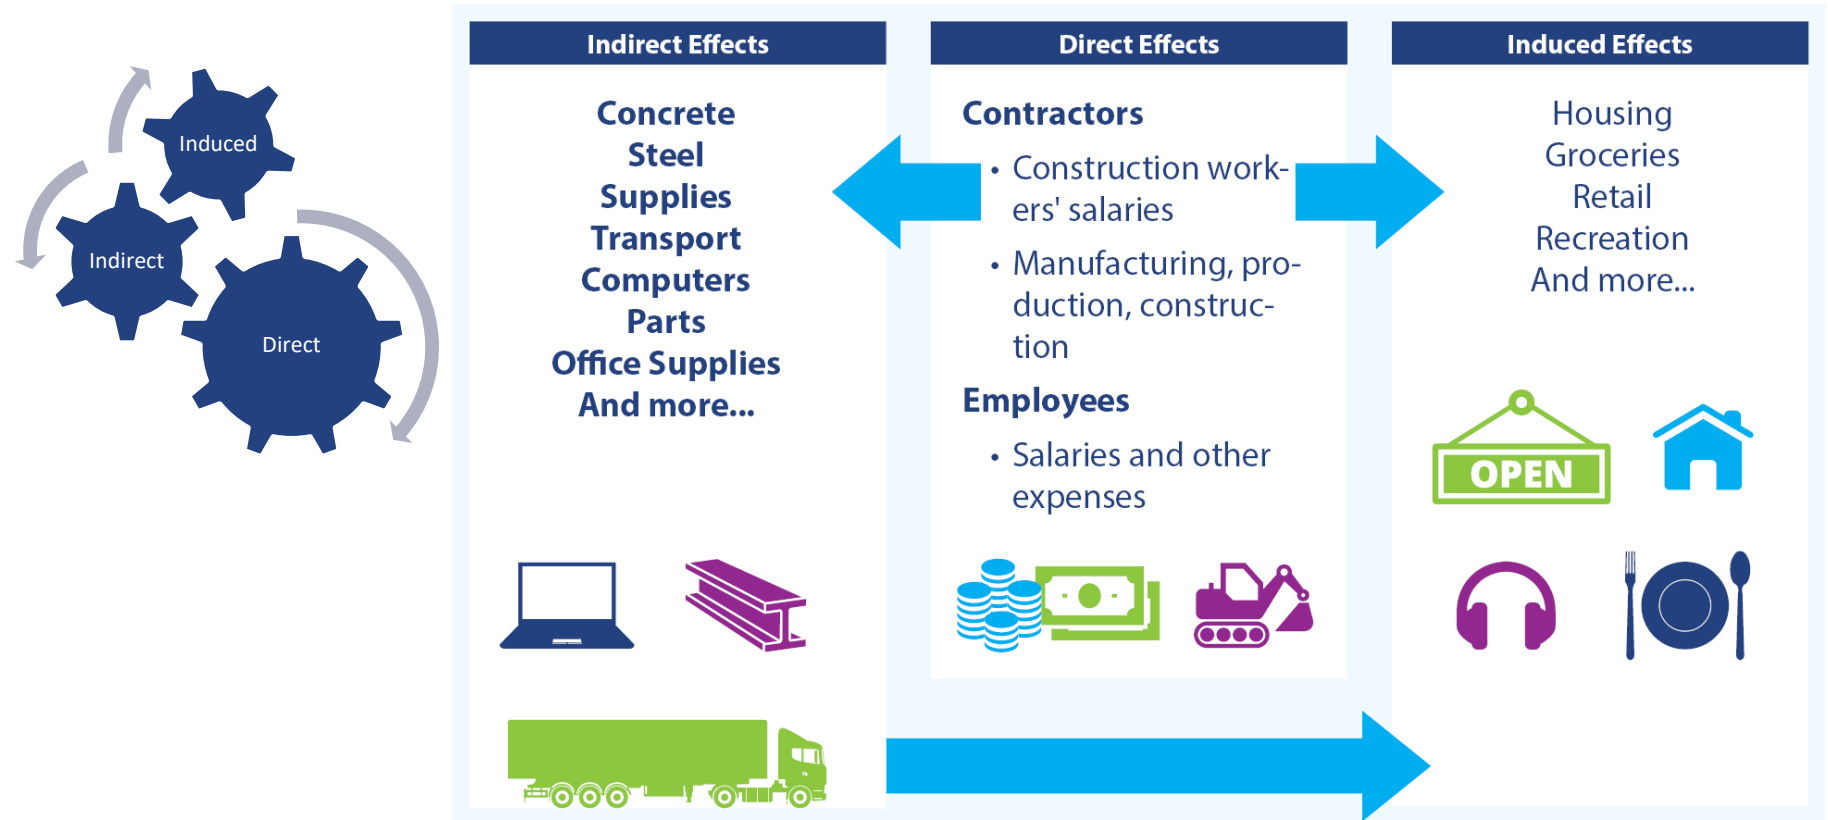 Induced
Indirect
Direct
Indirect Effects
Concrete
Steel
Supplies
Transport
Computers
Parts
Office Supplies
And more...
Direct Effects
Contractors
• Construction work-
ers' salaries
• Manufacturing, pro-
duction, construc-
tion
Employees
• Salaries and other
expenses
Induced Effects
Housing
Groceries
Retail
Recreation
And more...
OPEN